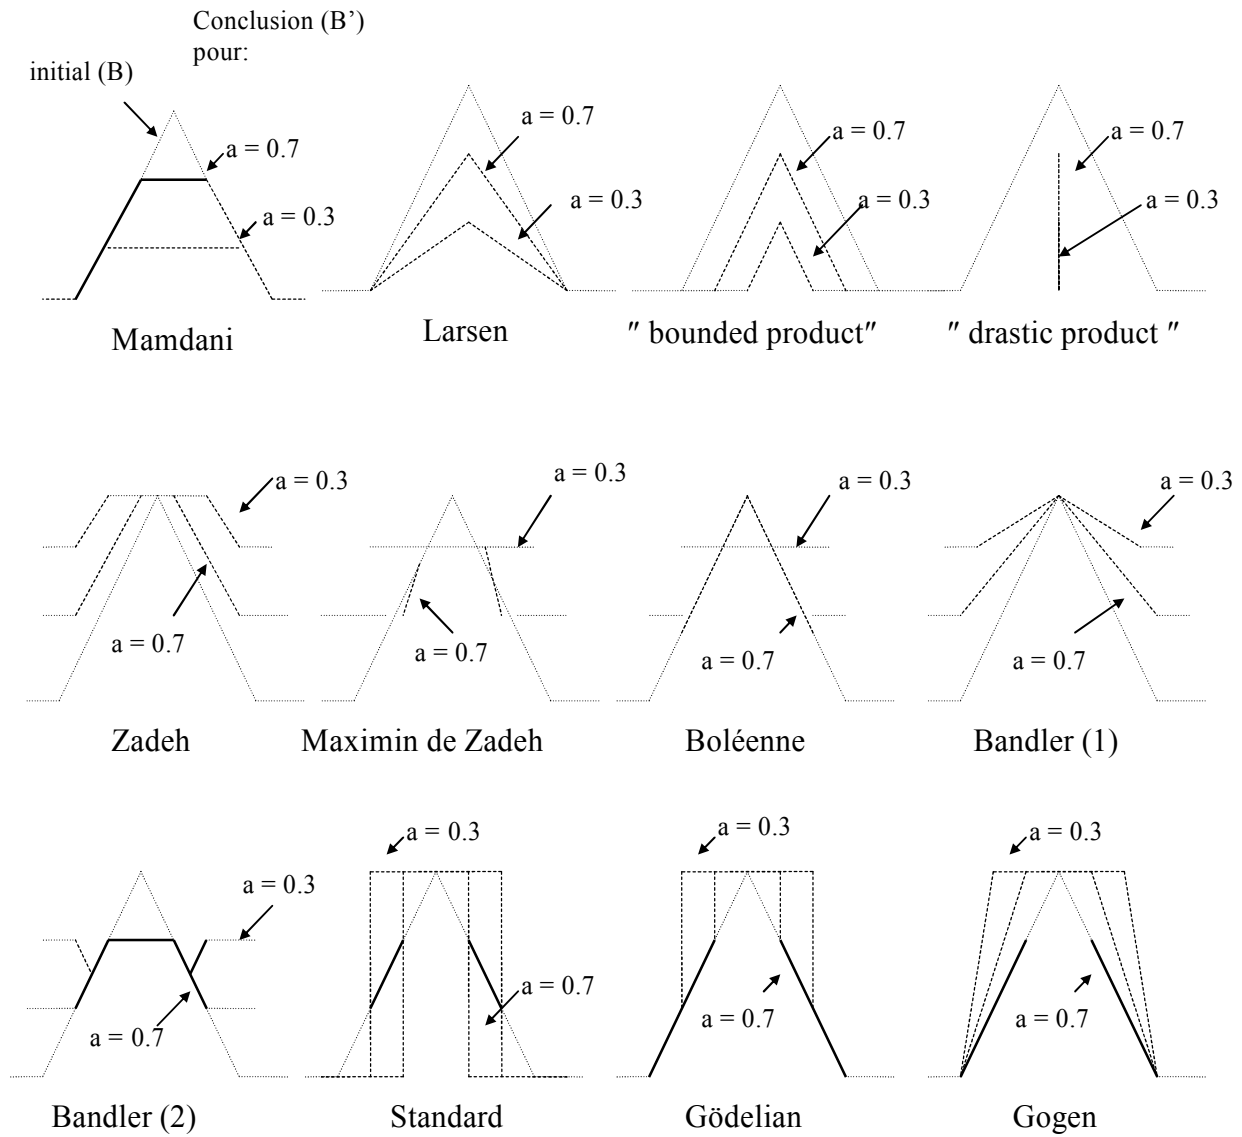 Conclusion (B’)
pour:
initial (B)
a = 0.7
a = 0.3
a = 0.7
a = 0.3
a = 0.7
a = 0.3
a = 0.7
a = 0.3
Mamdani
Larsen
" bounded product"
" drastic product "
a = 0.3
a = 0.7
a = 0.3
a = 0.7
a = 0.3
a = 0.7
a = 0.3
a = 0.7
Zadeh
Maximin de Zadeh
Boléenne
Bandler (1)
a = 0.3
a = 0.7
a = 0.3
a = 0.7
a = 0.3
a = 0.7
a = 0.3
a = 0.7
Bandler (2)
Standard
Gödelian
Gogen